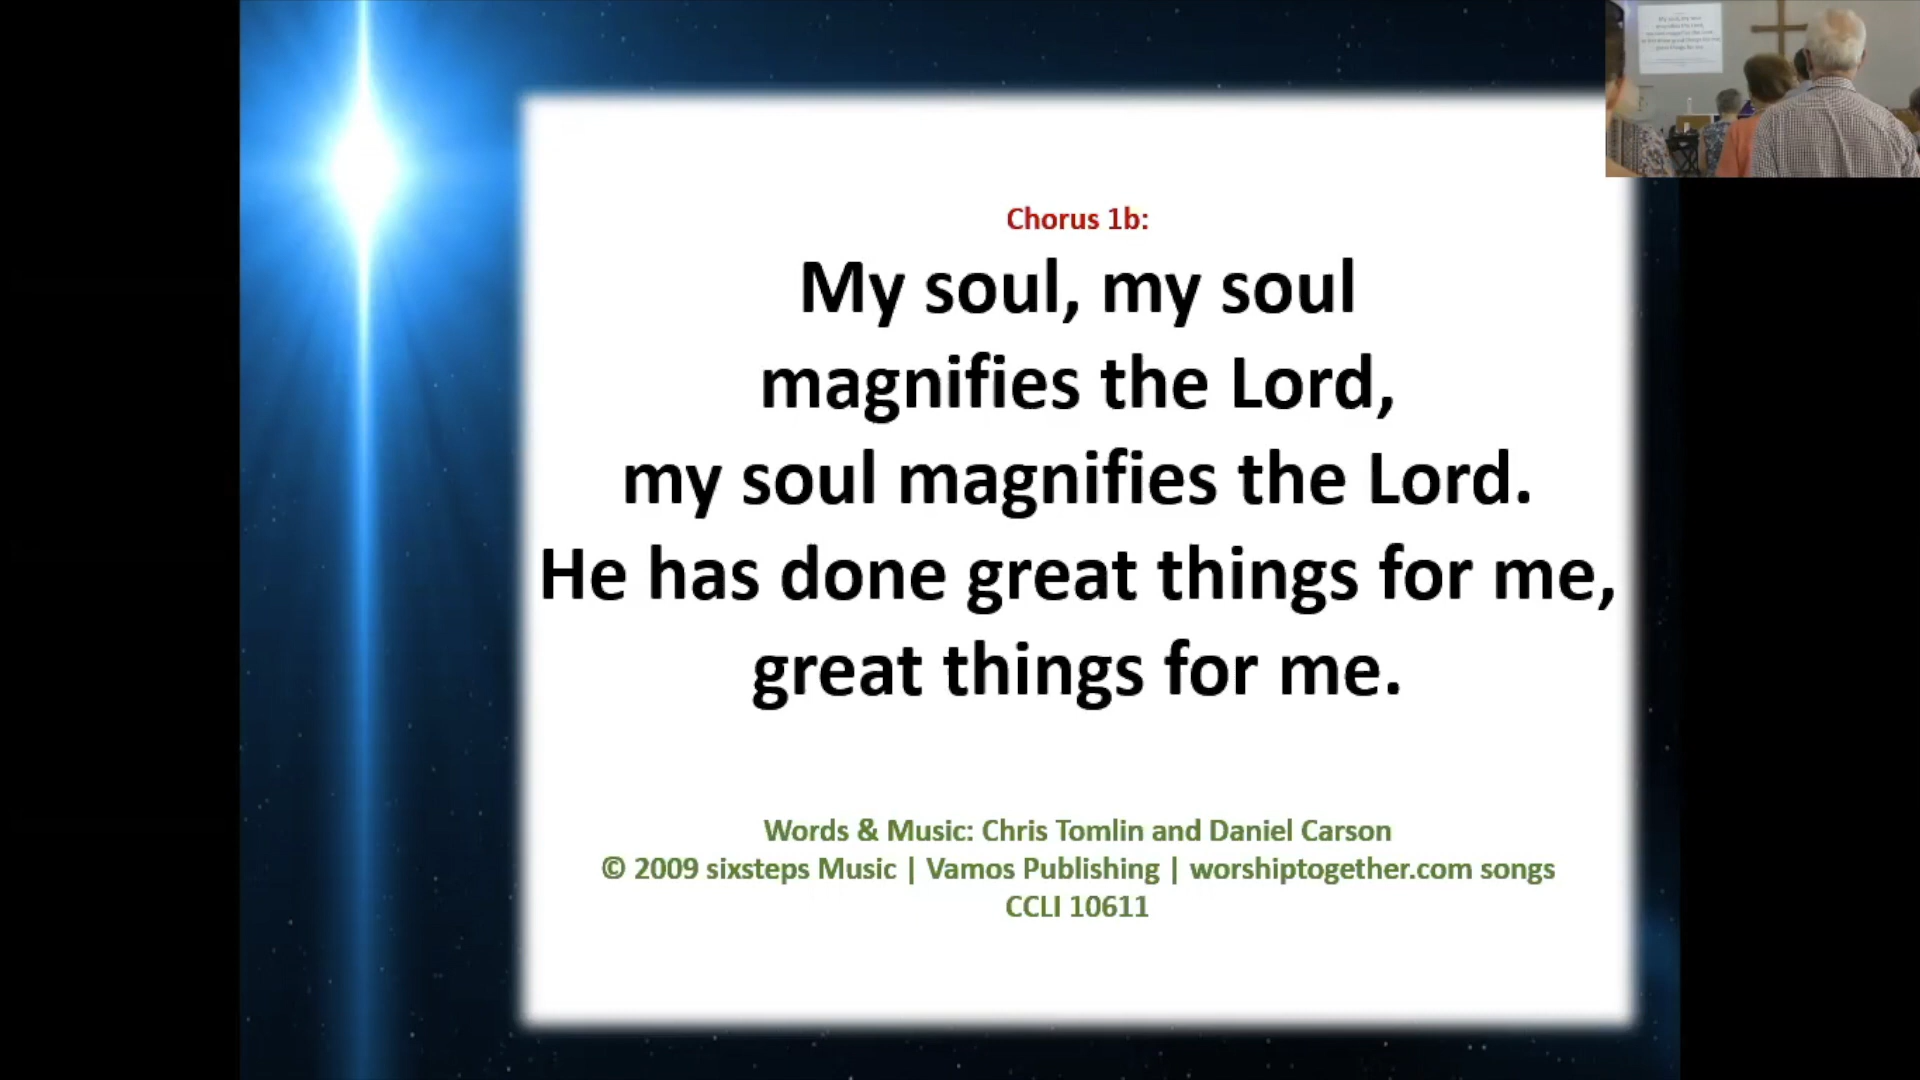 Chorus 1b:
My soul, my soul
magnifies the Lord,
my soul magnifies the Lord.
He has done great things for me,
great things for me.
Words & Music: Chris Tomlin and Daniel Carson
© 2009 sixsteps Music | Vamos Publishing | worshiptogether.com songs
CCLI 10611